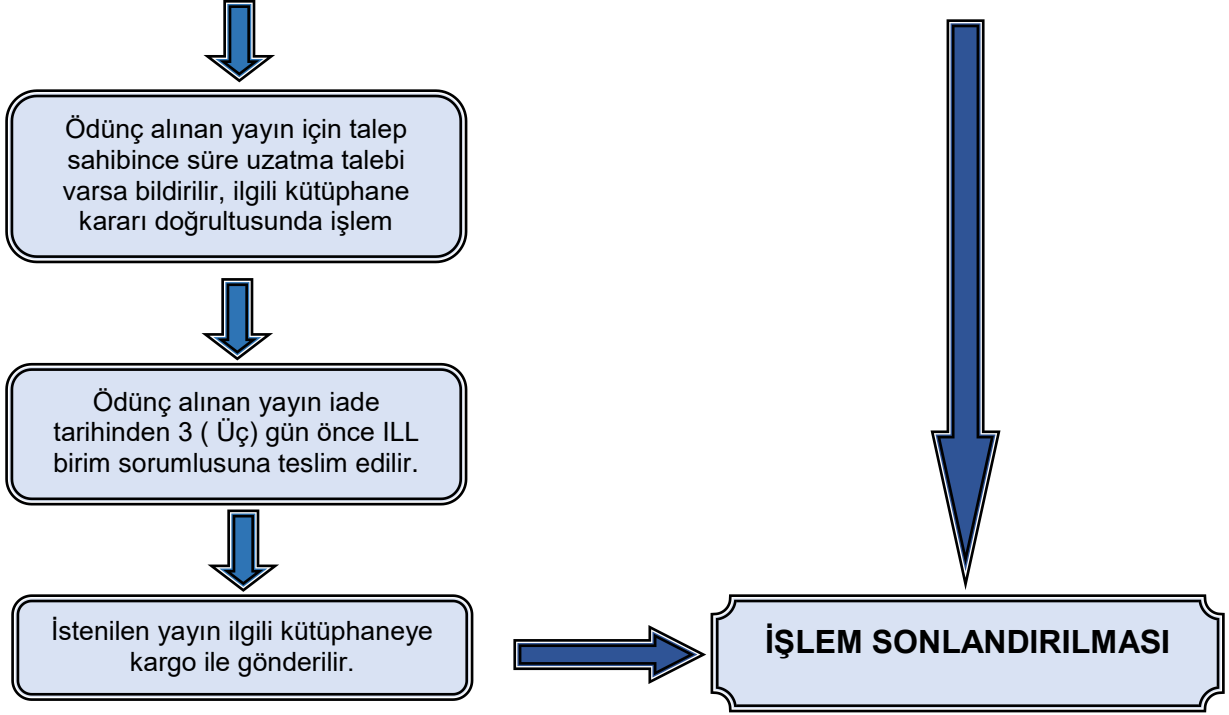 Ödünç alınan yayın için talep
sahibince süre uzatma talebi
varsa bildirilir, ilgili kütüphane
kararı doğrultusunda işlem
Ödünç alınan yayın iade
tarihinden 3 ( Üç) gün önce ILL
birim sorumlusuna teslim edilir.
İstenilen yayın ilgili kütüphaneye
kargo ile gönderilir.
İŞLEM SONLANDIRILMASI